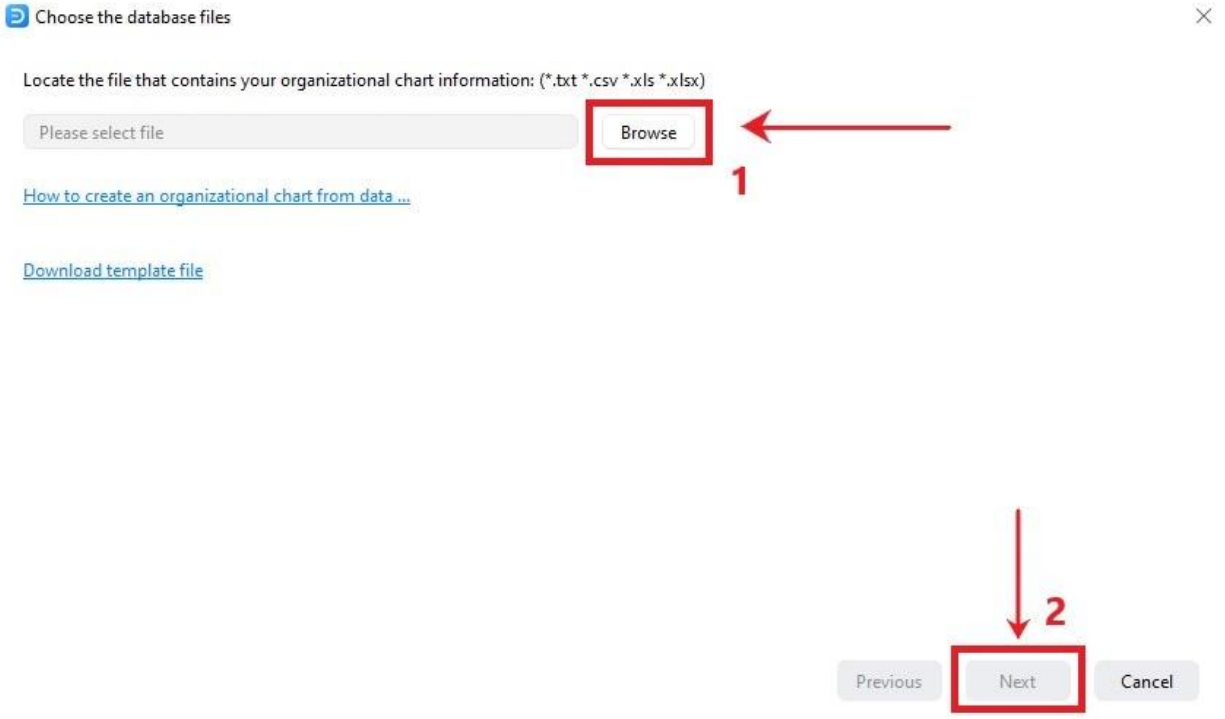 Choose the database files
Locate the file that contains your organizational chart information: (*.txt *.csv *.xls *.xlsx)
Please select file
Browse
1
How to create an organizational chart from data ...
Download template file
2
Previous
Next
Cancel